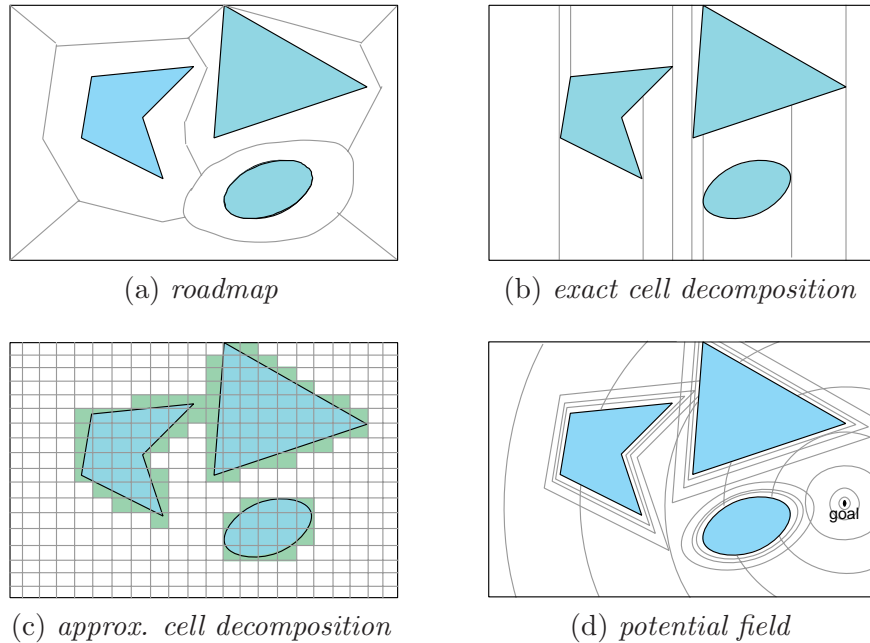 (a) roadmap
(b) exact cell decomposition
goal
(c) approx. cell decomposition
(d) potential field